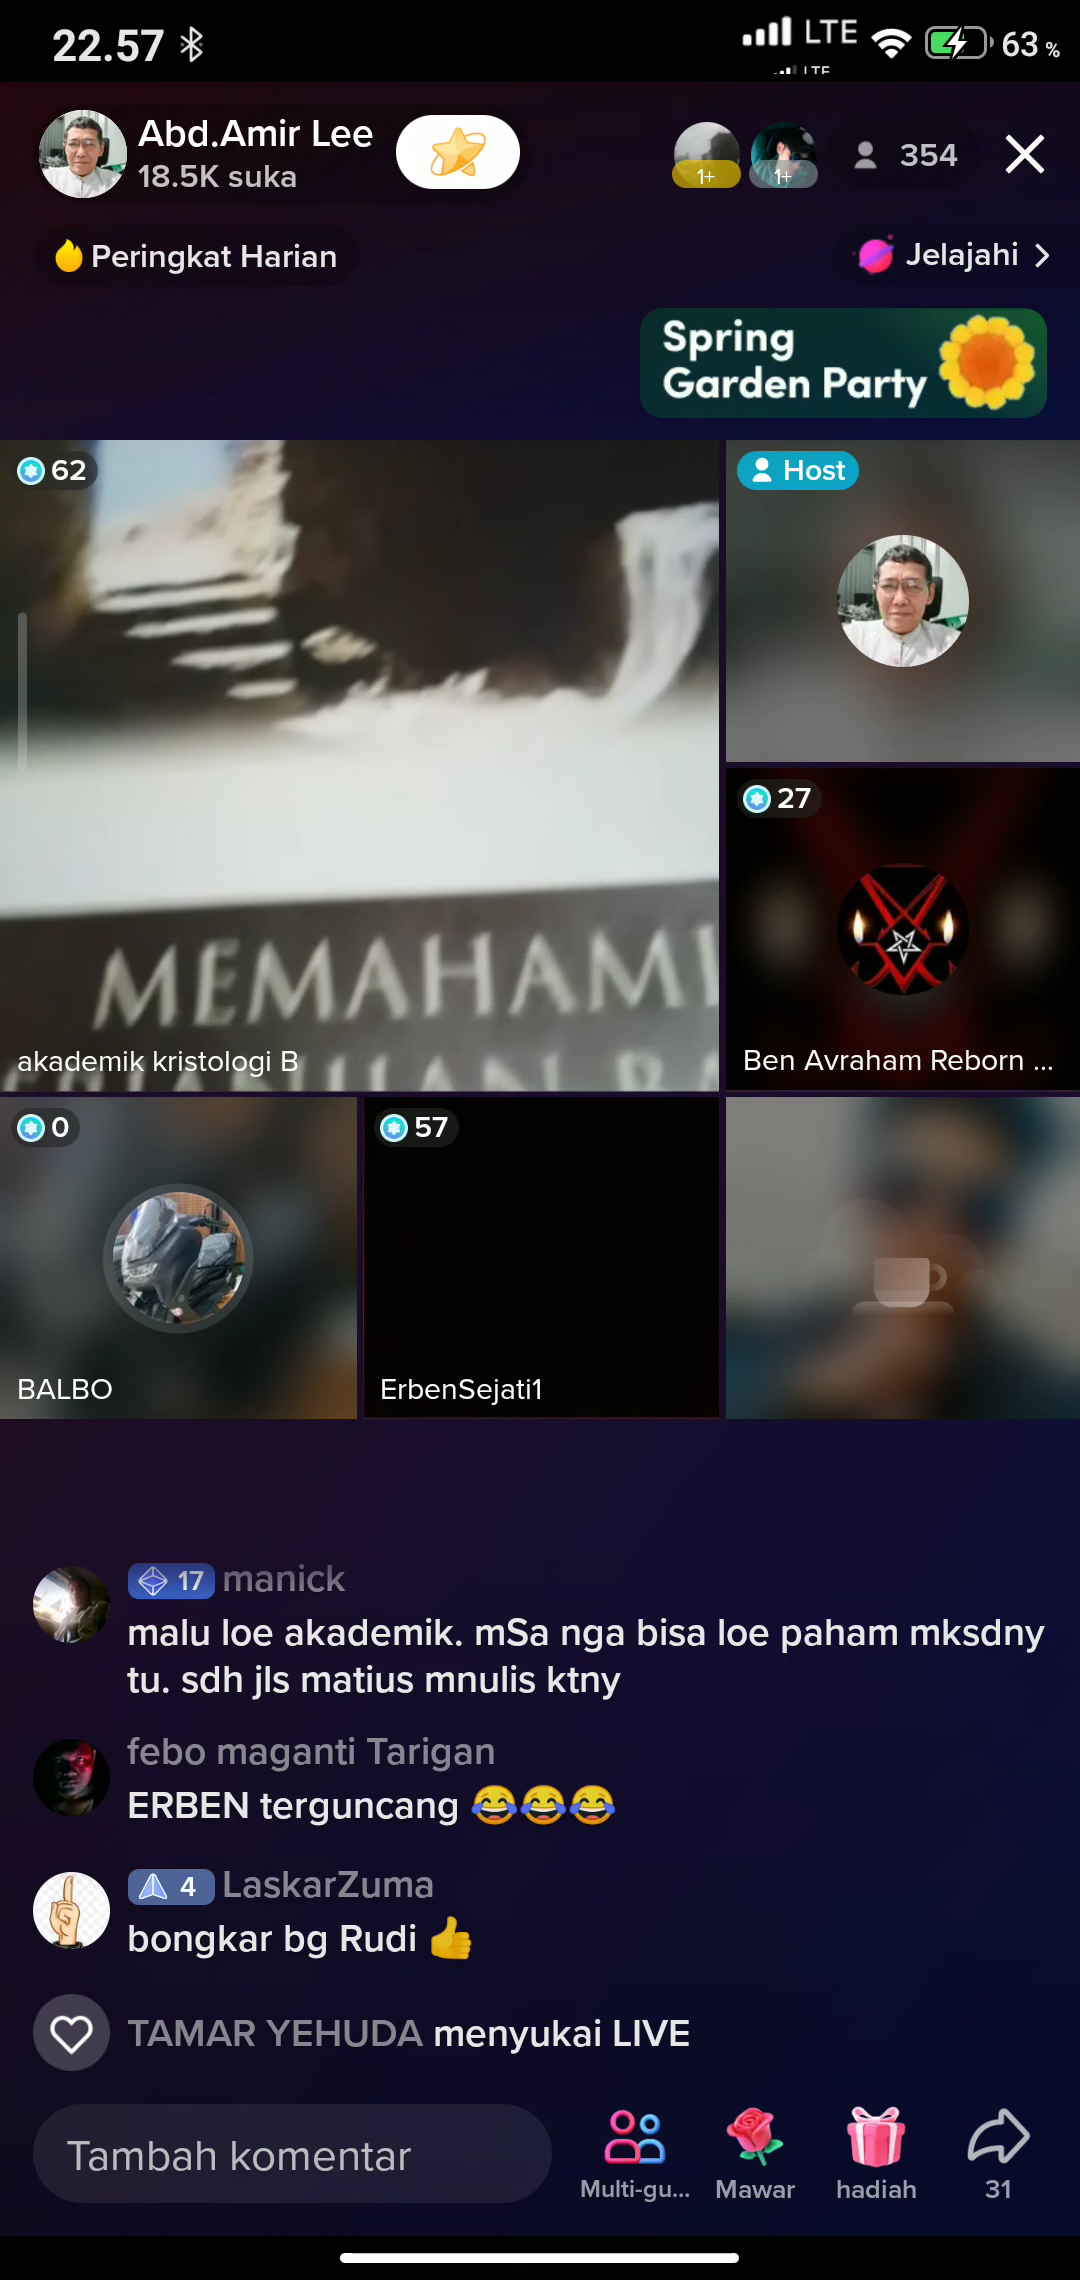 22.57
LTE
LTE
63 %
Abd.Amir Lee
18.5K suka
1+
1+
354
Peringkat Harian
Jelajahi
Spring
Garden Party
62
Host
27
MEMAHAMI
akademik kristologi B
Ben Avraham Reborn ...
0
57
BALBO
ErbenSejati1
17 manick
malu loe akademik. mSa nga bisa loe paham mksdny
tu. sdh jls matius mnulis ktny
febo maganti Tarigan
ERBEN terguncang 😂😂😂
4 LaskarZuma
bongkar bg Rudi 👍
TAMAR YEHUDA menyukai LIVE
Tambah komentar
Multi-gu...
Mawar
hadiah
31